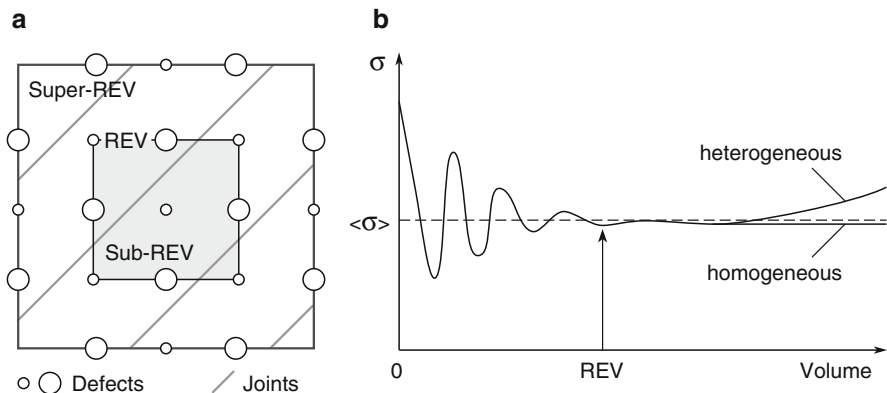 a
Super-REV
REV
Sub-REV
Defects
Joints
b
σ
heterogeneous
<σ>
homogeneous
0
REV
Volume